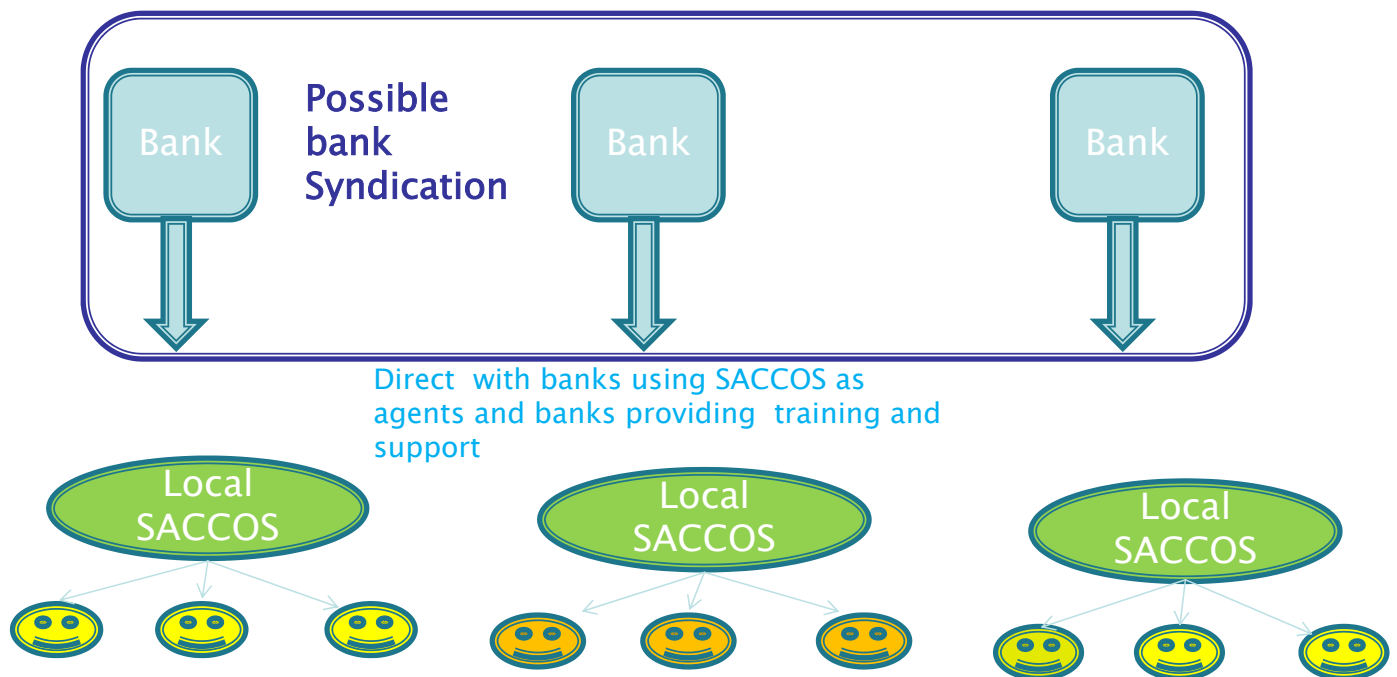 Bank
Possible
bank
Syndication
Bank
Bank
Direct with banks using SACCOS as
agents and banks providing training and
support
Local
SACCOS
Local
SACCOS
Local
SACCOS